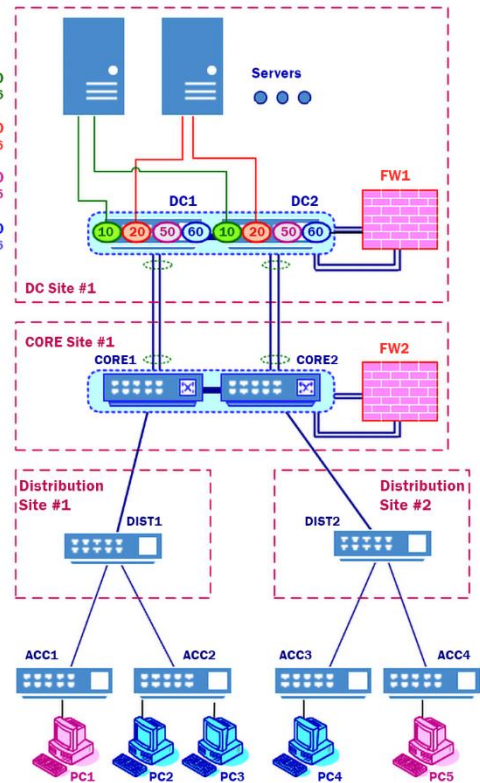 Servers
FW1
DC1
DC2
10
20
50
60
10
20
50
60
DC Site #1
CORE Site #1
FW2
CORE1
CORE2
Distribution
Site #1
Distribution
Site #2
DIST1
DIST2
ACC1
ACC2
ACC3
ACC4
PC1
PC2
PC3
PC4
PC5